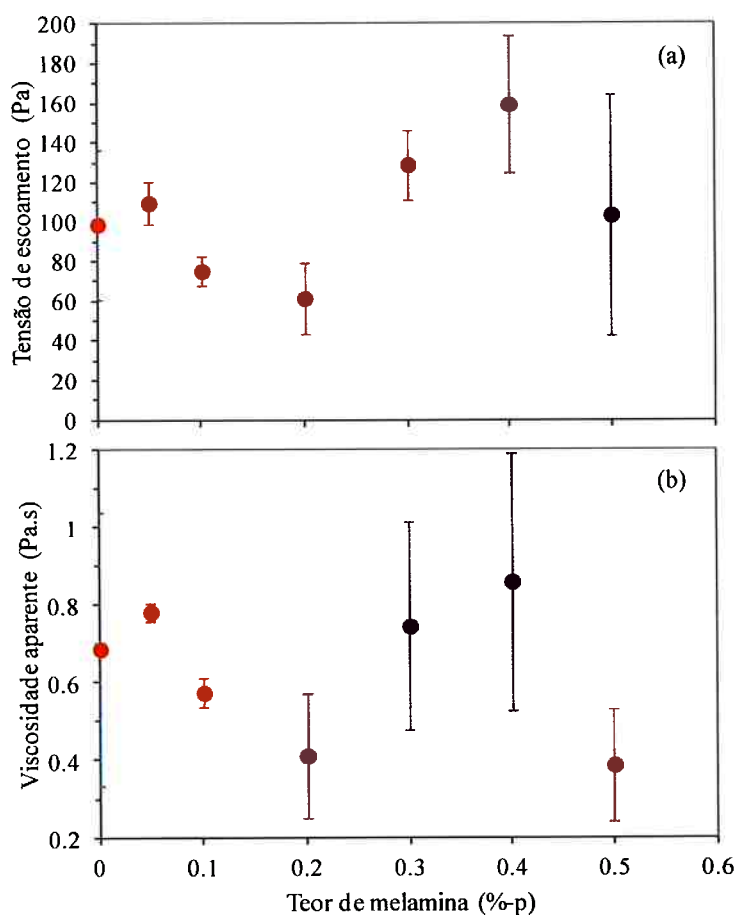 200
180
160
140
120
100
80
60
40
20
0
Tensão de escoamento (Pa)
(a)
1.2
1
0.8
0.6
0.4
0.2
Viscosidade aparente (Pa.s)
(b)
0 0.1 0.2 0.3 0.4 0.5 0.6
Teor de melamina (%-p)